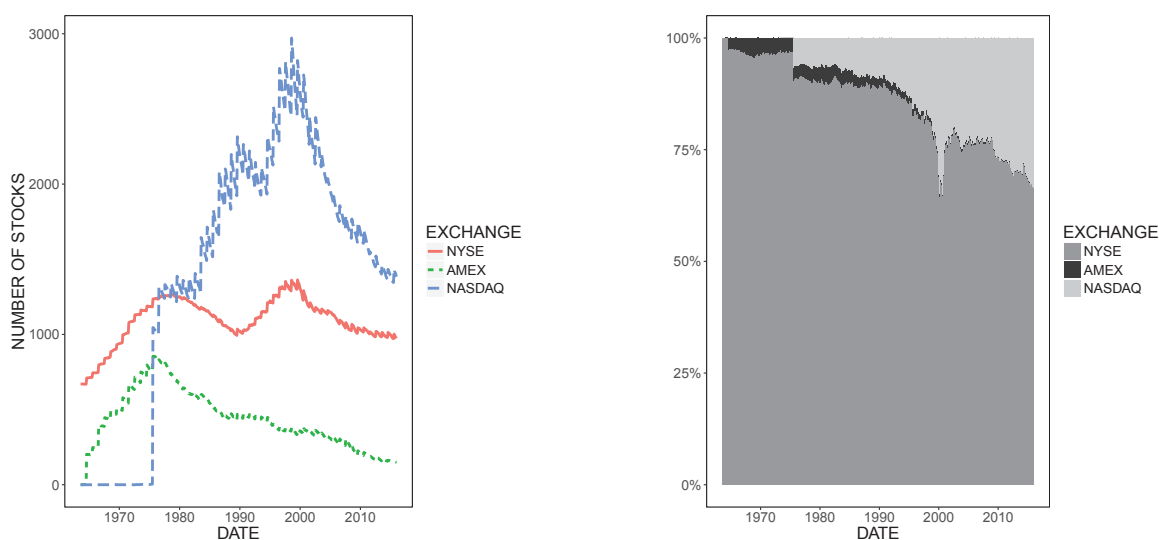 NUMBER OF STOCKS
3000
2000
1000
0
1970 1980 1990 2000 2010
DATE
EXCHANGE
NYSE
AMEX
NASDAQ
100%
75%
50%
25%
0%
1970 1980 1990 2000 2010
DATE
EXCHANGE
NYSE
AMEX
NASDAQ